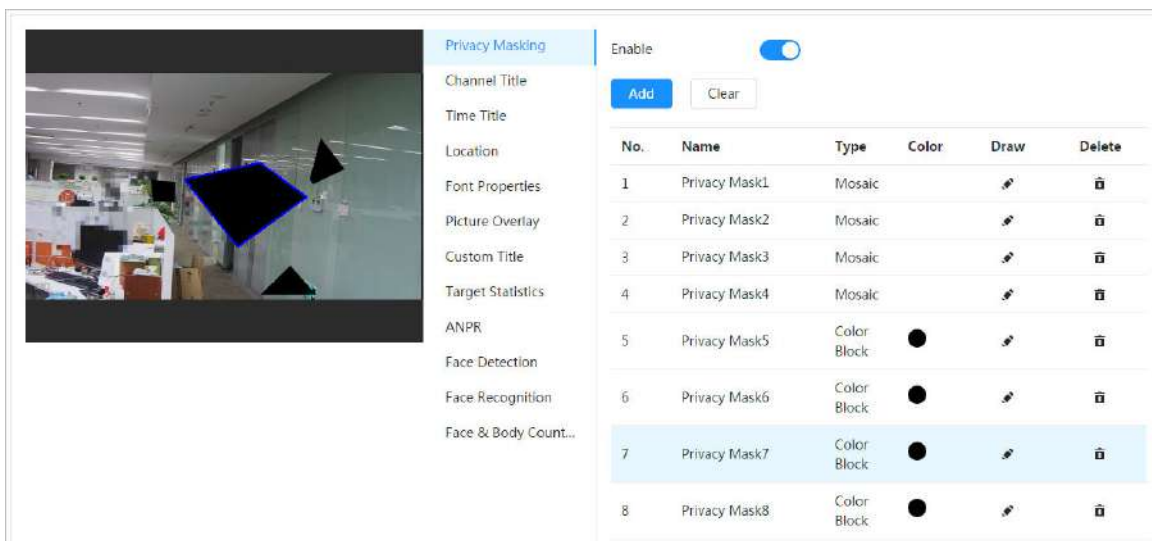 Privacy Masking
Channel Title
Time Title
Location
Font Properties
Picture Overlay
Custom Title
Target Statistics
ANPR
Face Detection
Face Recognition
Face & Body Count...
Enable
Add Clear
No. Name Type Color Draw Delete
1 Privacy Mask1 Mosaic
2 Privacy Mask2 Mosaic
3 Privacy Mask3 Mosaic
4 Privacy Mask4 Mosaic
5 Privacy Mask5 Color Block
6 Privacy Mask6 Color Block
7 Privacy Mask7 Color Block
8 Privacy Mask8 Color Block